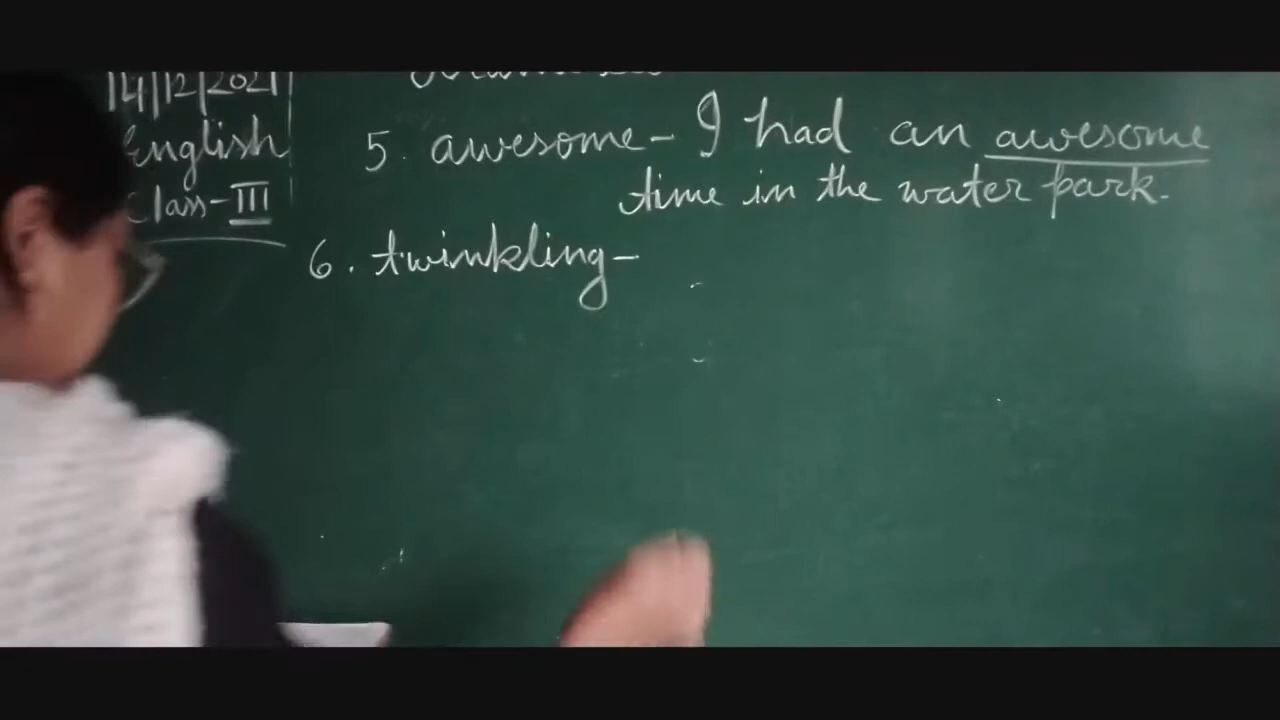 14/12/2021
English
Class-III
5. awesome- I had an awesome
time in the water park.
6. twinkling-